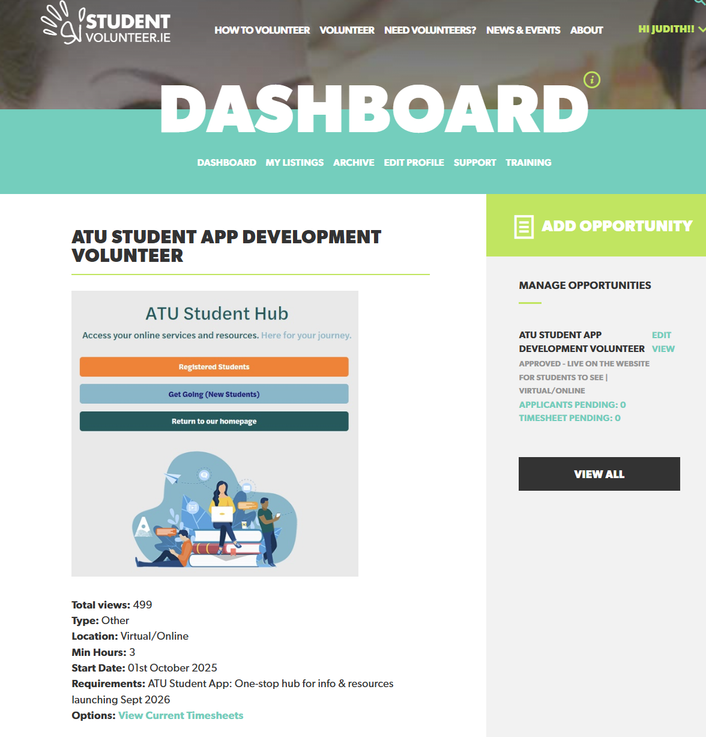 STUDENT
VOLUNTEER.IE
HOW TO VOLUNTEER VOLUNTEER NEED VOLUNTEERS? NEWS & EVENTS ABOUT
HI JUDITH!!
i
DASHBOARD
DASHBOARD MY LISTINGS ARCHIVE EDIT PROFILE SUPPORT TRAINING
ATU STUDENT APP DEVELOPMENT
VOLUNTEER
ATU Student Hub
Access your online services and resources. Here for your journey.
Registered Students
Get Going (New Students)
Return to our homepage
A
Total views: 499
Type: Other
Location: Virtual/Online
Min Hours: 3
Start Date: 01st October 2025
Requirements: ATU Student App: One-stop hub for info & resources
launching Sept 2026
Options: View Current Timesheets
ADD OPPORTUNITY
MANAGE OPPORTUNITIES
ATU STUDENT APP EDIT
DEVELOPMENT VOLUNTEER VIEW
APPROVED - LIVE ON THE WEBSITE
FOR STUDENTS TO SEE |
VIRTUAL/ONLINE
APPLICANTS PENDING: 0
TIMESHEET PENDING: 0
VIEW ALL